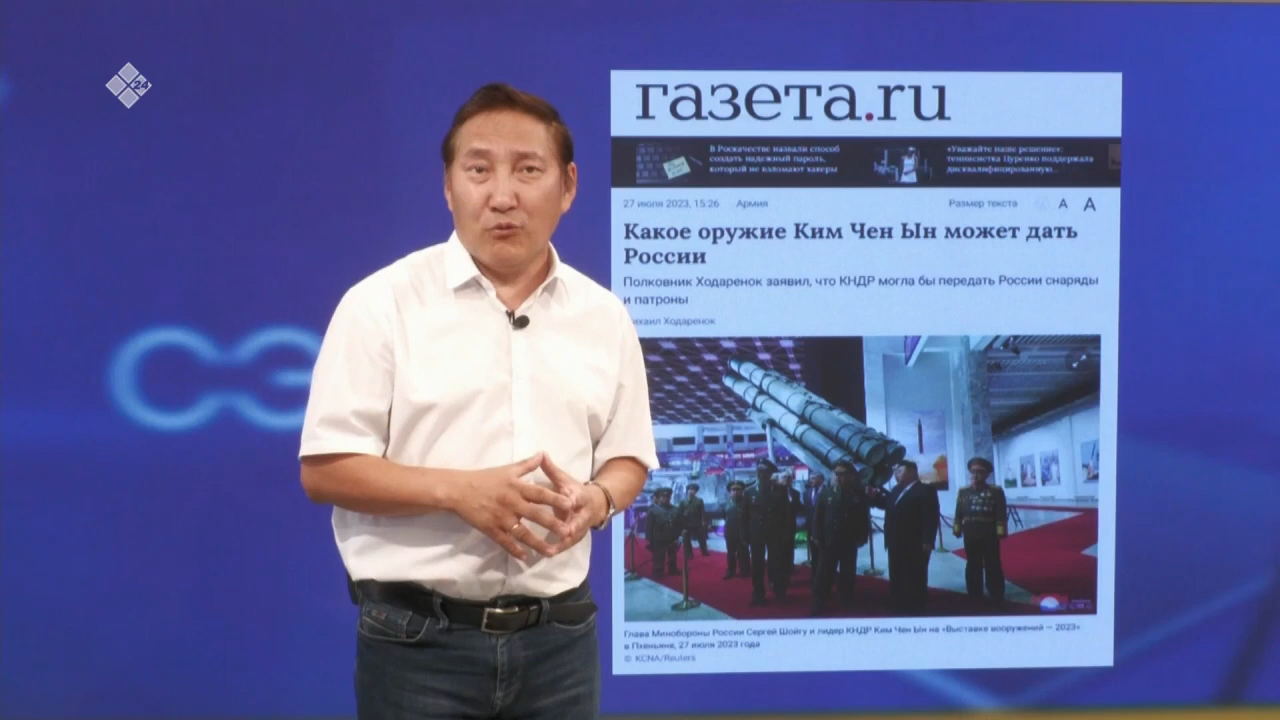 Х24
газета.ru
В Роскачестве назвали способ
создать надежный пароль,
который не взломают хакеры
«Уважайте наше решение»:
теннисистка Цуренко поддержала
дисквалифицированную...
27 июля 2023, 15:26 Армия Размер текста А А
Какое оружие Ким Чен Ын может дать
России
Полковник Ходаренок заявил, что КНДР могла бы передать России снаряды
и патроны
ихаил Ходаренок
Глава Минобороны России Сергей Шойгу и лидер КНДР Ким Чен Ын на «Выставке вооружений — 2023»
в Пхеньяне, 27 июля 2023 года
© KCNA/Reuters
СЭ